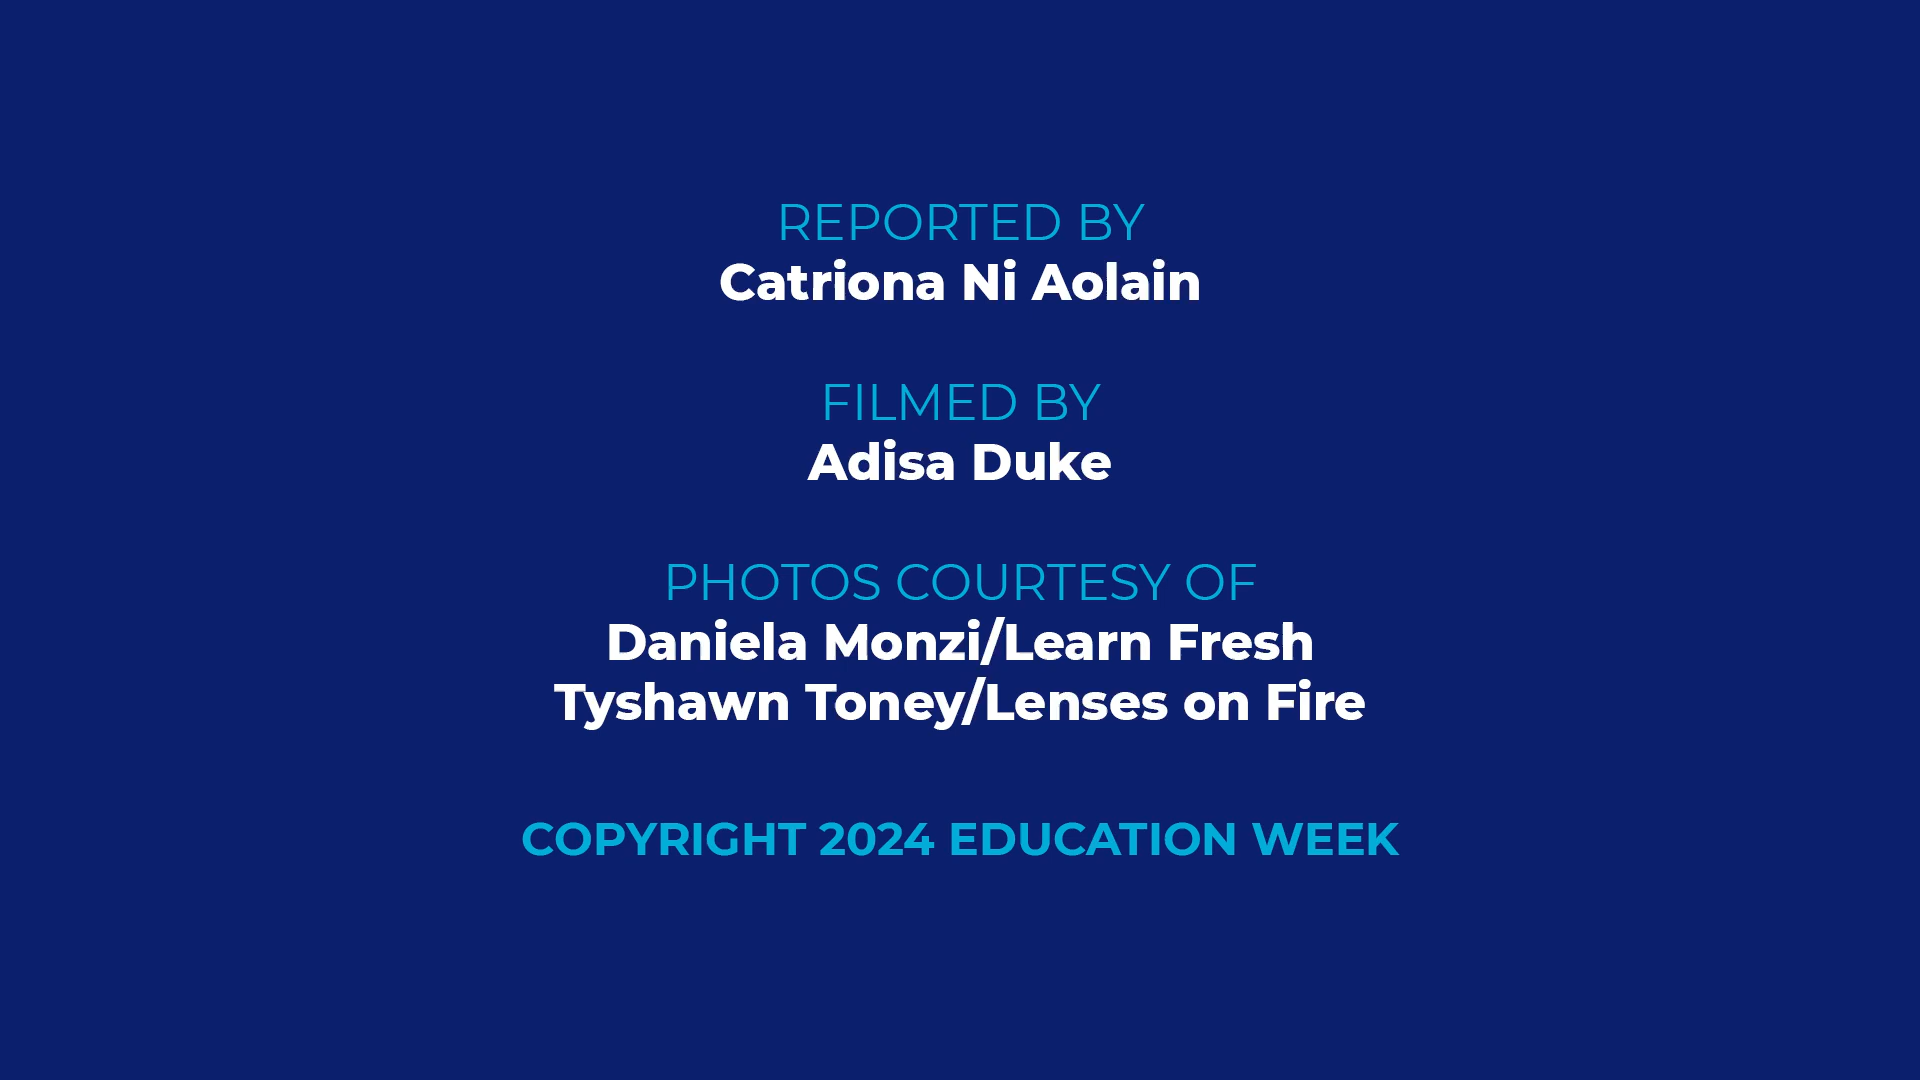 REPORTED BY
Catriona Ni Aolain
FILMED BY
Adisa Duke
PHOTOS COURTESY OF
Daniela Monzi/Learn Fresh
Tyshawn Toney/Lenses on Fire
COPYRIGHT 2024 EDUCATION WEEK